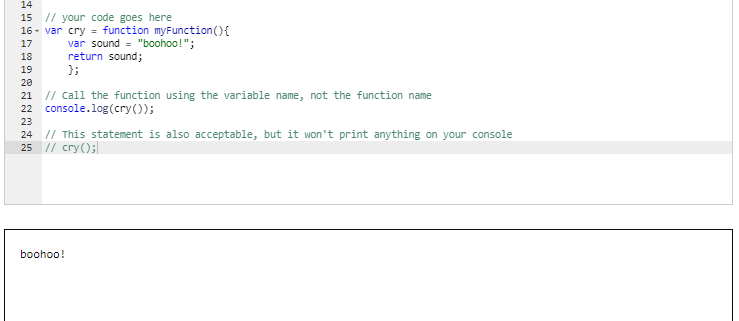 14
15 // your code goes here
16 var cry = function myFunction(){
17 var sound = "boohoo!";
18 return sound;
19 };
20
21 // Call the function using the variable name, not the function name
22 console.log(cry());
23
24 // This statement is also acceptable, but it won't print anything on your console
25 // cry();
boohoo!